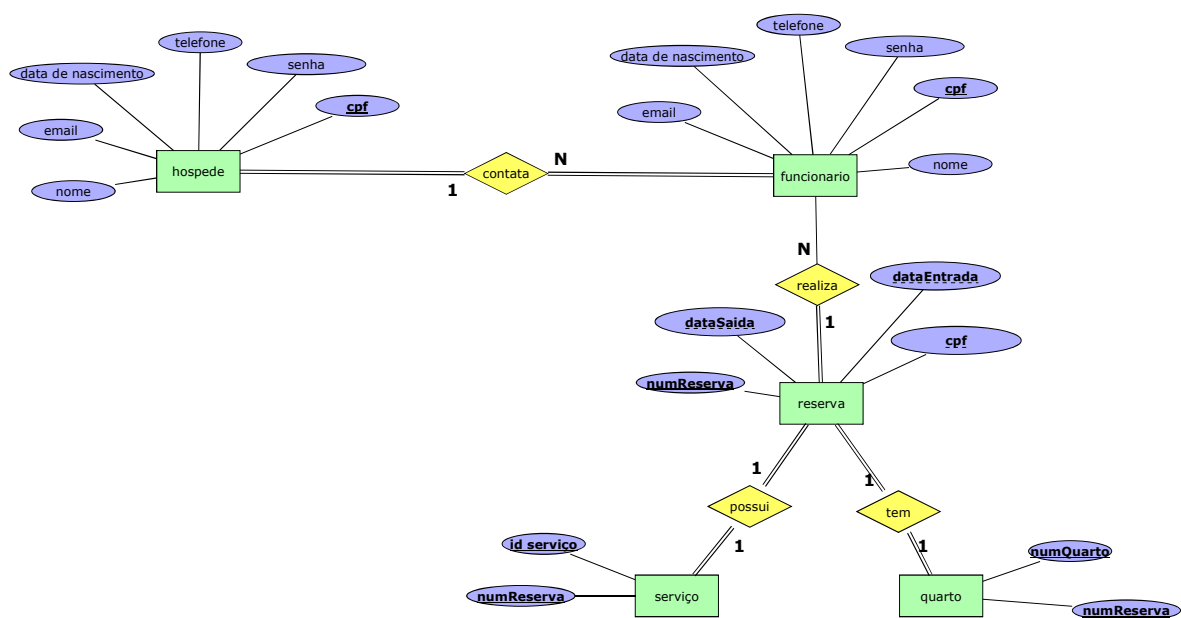 telefone
telefone
senha
senha
data de nascimento
data de nascimento
cpf
cpf
email
email
nome
hospede
1
contata
N
funcionario
nome
N
realiza
1
dataEntrada
dataSaida
cpf
numReserva
reserva
1
1
possui
tem
1
1
id serviço
numQuarto
numReserva
serviço
quarto
numReserva